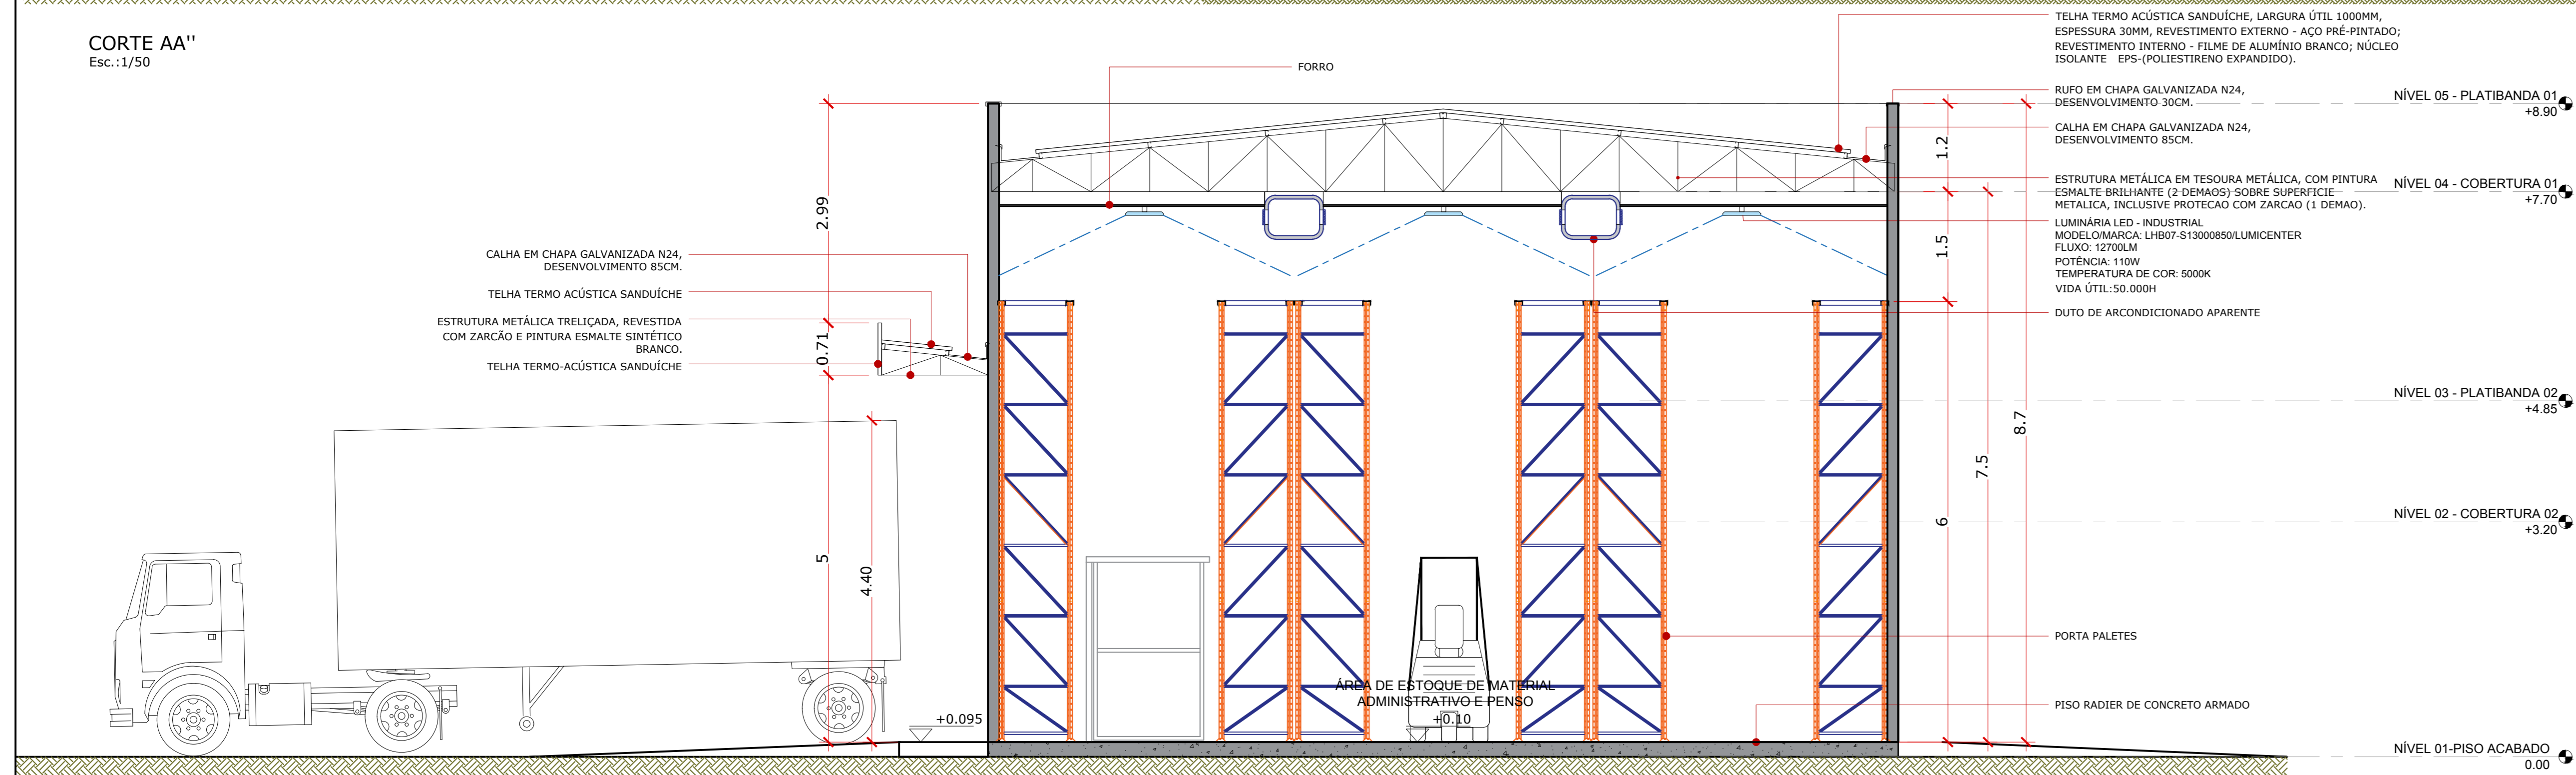 CORTE AA''
Esc.:1/50
FORRO
2.99
0.71
5
4.40
CALHA EM CHAPA GALVANIZADA N24,
DESENVOLVIMENTO 85CM.
TELHA TERMO ACÚSTICA SANDUÍCHE
ESTRUTURA METÁLICA TRELIÇADA, REVESTIDA
COM ZARCÃO E PINTURA ESMALTE SINTÉTICO
BRANCO.
TELHA TERMO-ACÚSTICA SANDUÍCHE
+0.095
ÁREA DE ESTOQUE DE MATERIAL
ADMINISTRATIVO E PENSO
+0.10
1.2
1.5
6
7.5
8.7
TELHA TERMO ACÚSTICA SANDUÍCHE, LARGURA ÚTIL 1000MM,
ESPESSURA 30MM, REVESTIMENTO EXTERNO - AÇO PRÉ-PINTADO;
REVESTIMENTO INTERNO - FILME DE ALUMÍNIO BRANCO; NÚCLEO
ISOLANTE EPS-(POLIESTIRENO EXPANDIDO).
RUFO EM CHAPA GALVANIZADA N24,
DESENVOLVIMENTO 30CM.
CALHA EM CHAPA GALVANIZADA N24,
DESENVOLVIMENTO 85CM.
ESTRUTURA METÁLICA EM TESOURA METÁLICA, COM PINTURA
ESMALTE BRILHANTE (2 DEMAOS) SOBRE SUPERFICIE
METALICA, INCLUSIVE PROTECAO COM ZARCAO (1 DEMAO).
LUMINÁRIA LED - INDUSTRIAL
MODELO/MARCA: LHB07-S13000850/LUMICENTER
FLUXO: 12700LM
POTÊNCIA: 110W
TEMPERATURA DE COR: 5000K
VIDA ÚTIL:50.000H
DUTO DE ARCONDICIONADO APARENTE
PORTA PALETES
PISO RADIER DE CONCRETO ARMADO
NÍVEL 05 - PLATIBANDA 01
+8.90
NÍVEL 04 - COBERTURA 01
+7.70
NÍVEL 03 - PLATIBANDA 02
+4.85
NÍVEL 02 - COBERTURA 02
+3.20
NÍVEL 01-PISO ACABADO
0.00